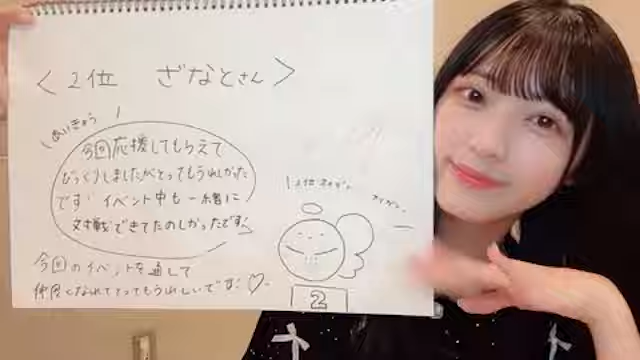 <2位 ざなとさん>
あいきょう
今回応援してもらえて
びっくりしましたがとってもうれしかった
です! イベント中も一緒に
対戦できてたのしかったです!
今回のイベントを通して
仲良くなれてとってもうれしいです!♡
2